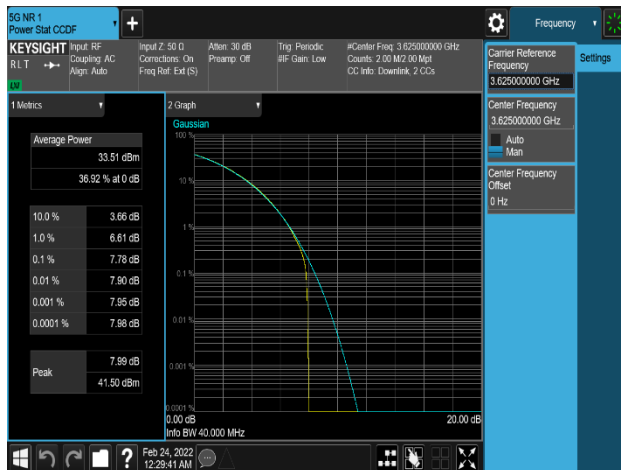 5G NR 1
Power Stat CCDF
+
Frequency
KEYSIGHT
RLT
LXI
Input: RF
Coupling: AC
Align: Auto
Input Z: 50 Ω
Corrections: On
Freq Ref: Ext (S)
Atten: 30 dB
Preamp: Off
Trig: Periodic
#IF Gain: Low
#Center Freq: 3.625000000 GHz
Counts: 2.00 M/2.00 Mpt
CC Info: Downlink, 2 CCs
1 Metrics
Average Power
33.51 dBm
36.92 % at 0 dB
10.0 % 3.66 dB
1.0 % 6.61 dB
0.1 % 7.78 dB
0.01 % 7.90 dB
0.001 % 7.95 dB
0.0001 % 7.98 dB
Peak
7.99 dB
41.50 dBm
2 Graph
Gaussian
100 %
10 %
1 %
0.1 %
0.01 %
0.001 %
0.0001 %
0.00 dB 20.00 dB
Info BW 40.000 MHz
Carrier Reference
Frequency
3.625000000 GHz
Center Frequency
3.625000000 GHz
Auto
Man
Center Frequency
Offset
0 Hz
Settings
?
Feb 24, 2022
12:29:41 AM